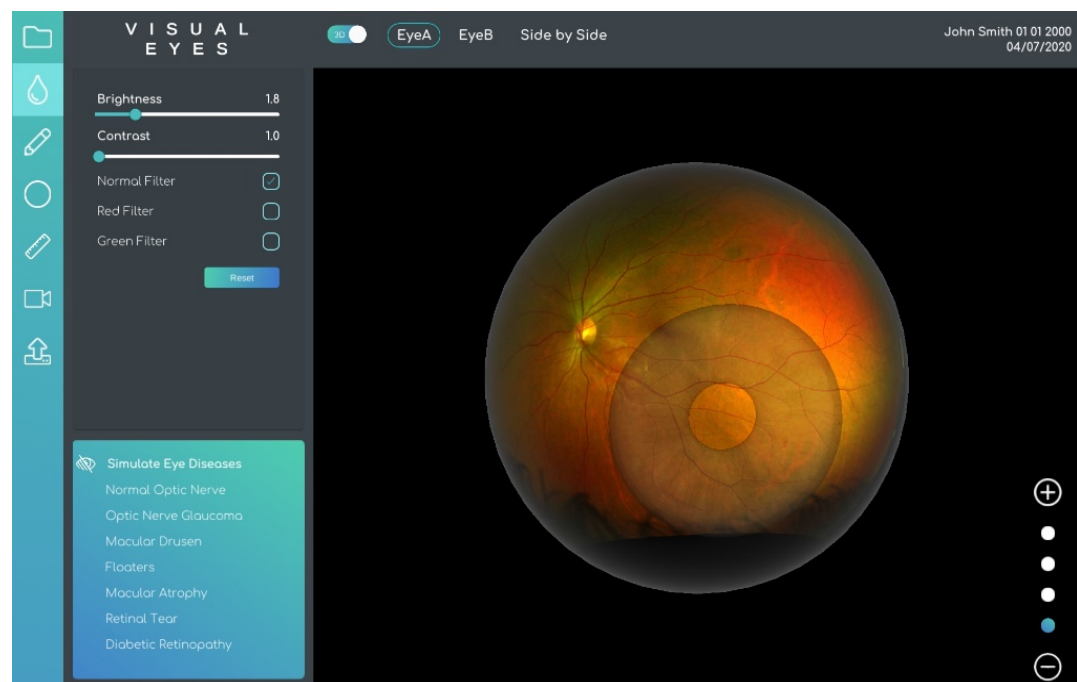 VISUAL
EYES
3D
EyeA EyeB Side by Side
John Smith 01 01 2000
04/07/2020
Brightness 1.8
Contrast 1.0
Normal Filter
Red Filter
Green Filter
Reset
Simulate Eye Diseases
Normal Optic Nerve
Optic Nerve Glaucoma
Macular Drusen
Floaters
Macular Atrophy
Retinal Tear
Diabetic Retinopathy